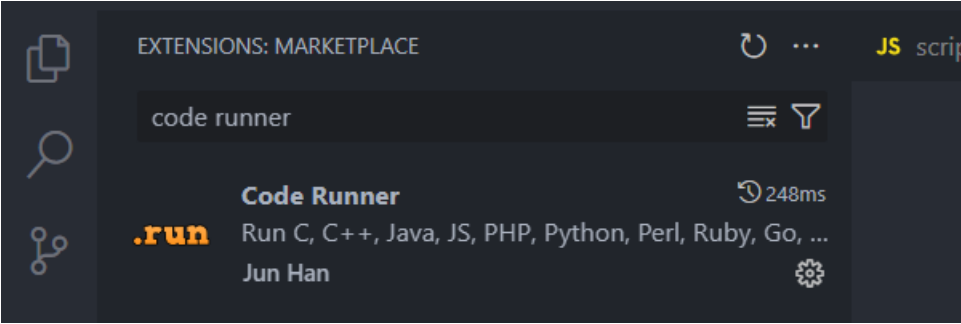 EXTENSIONS: MARKETPLACE
JS scrip
code runner
Code Runner
248ms
.run
Run C, C++, Java, JS, PHP, Python, Perl, Ruby, Go, ...
Jun Han